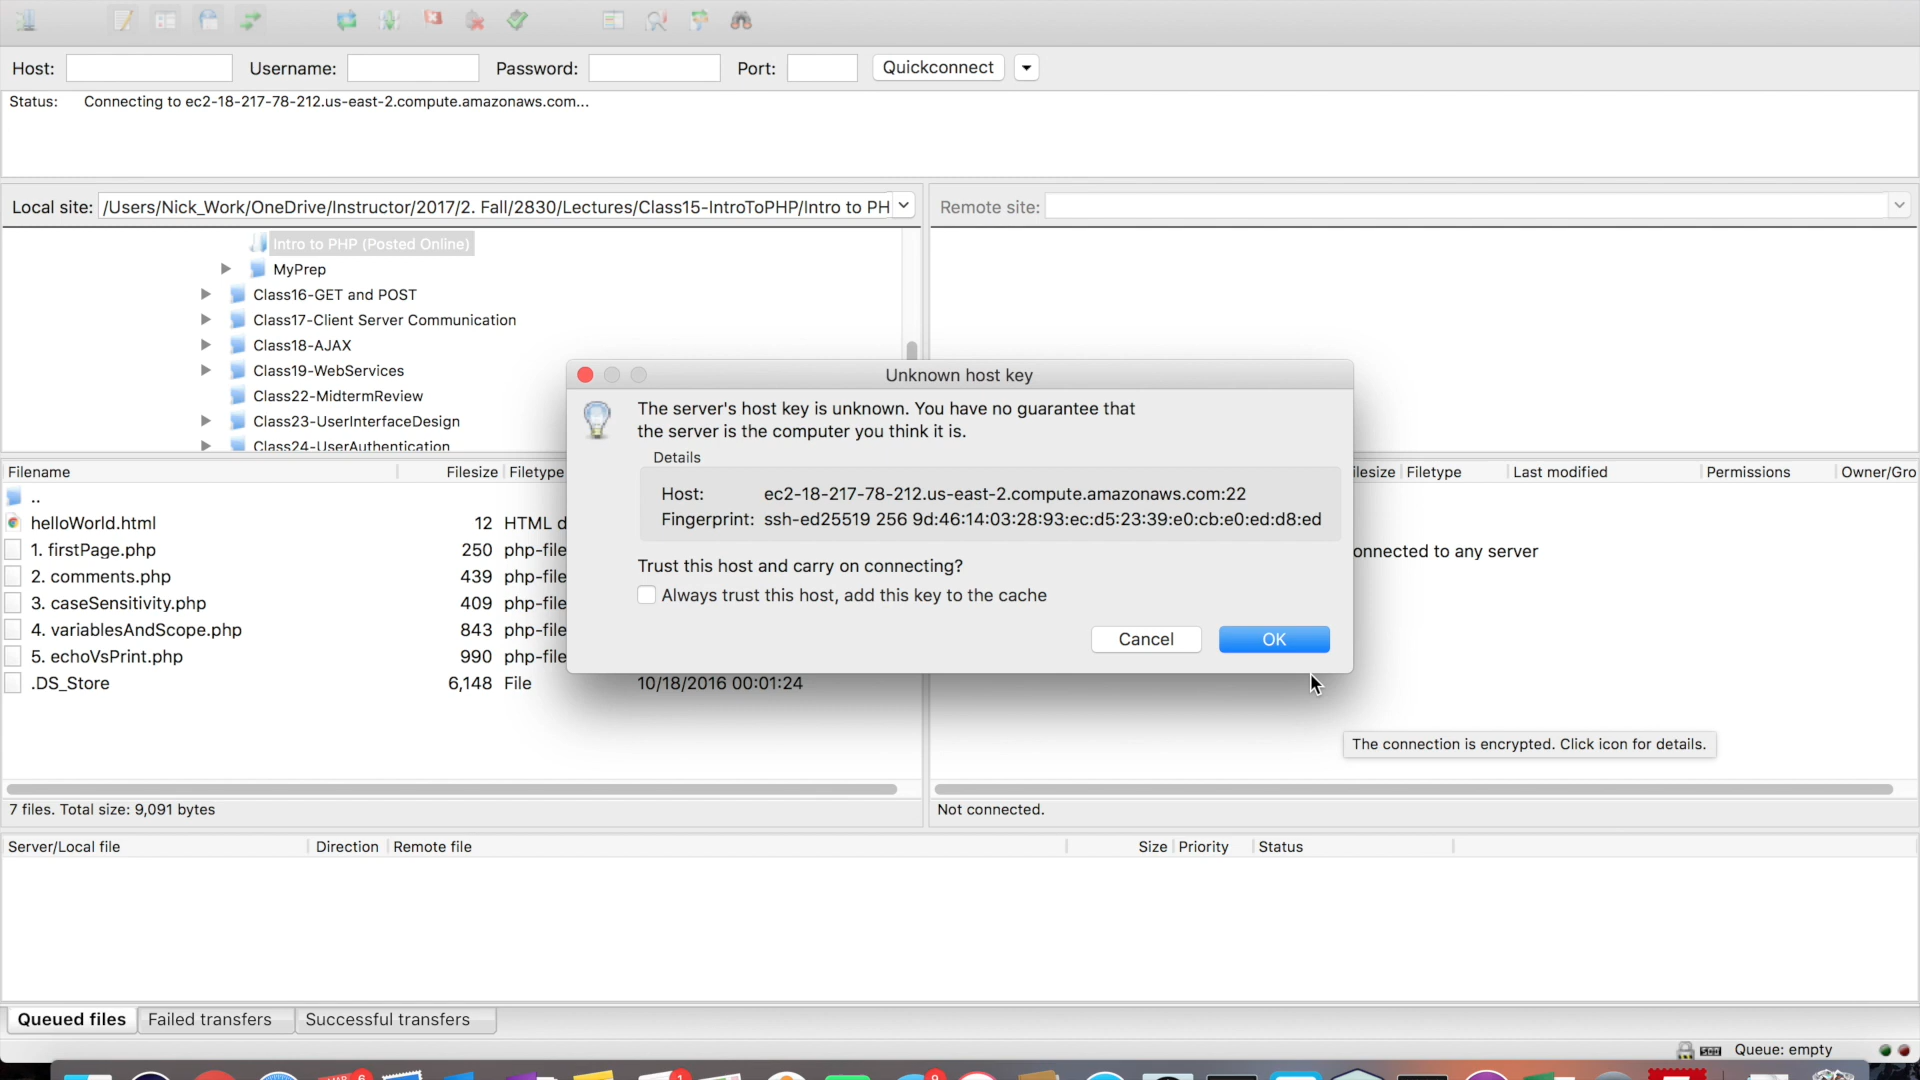 Host:
Username:
Password:
Port:
Quickconnect
Status: Connecting to ec2-18-217-78-212.us-east-2.compute.amazonaws.com...
Local site: /Users/Nick_Work/OneDrive/Instructor/2017/2. Fall/2830/Lectures/Class15-IntroToPHP/Intro to PH
Remote site:
Intro to PHP (Posted Online)
MyPrep
Class16-GET and POST
Class17-Client Server Communication
Class18-AJAX
Class19-WebServices
Class22-MidtermReview
Class23-UserInterfaceDesign
Class24-UserAuthentication
Unknown host key
The server's host key is unknown. You have no guarantee that
the server is the computer you think it is.
Details
Host: ec2-18-217-78-212.us-east-2.compute.amazonaws.com:22
Fingerprint: ssh-ed25519 256 9d:46:14:03:28:93:ec:d5:23:39:e0:cb:e0:ed:d8:ed
Trust this host and carry on connecting?
Always trust this host, add this key to the cache
Cancel
OK
Filename Filesize Filetype
..
helloWorld.html 12 HTML d
1. firstPage.php 250 php-file
2. comments.php 439 php-file
3. caseSensitivity.php 409 php-file
4. variablesAndScope.php 843 php-file
5. echoVsPrint.php 990 php-file
.DS_Store 6,148 File 10/18/2016 00:01:24
ilesize Filetype Last modified Permissions Owner/Gro
onnected to any server
The connection is encrypted. Click icon for details.
7 files. Total size: 9,091 bytes
Not connected.
Server/Local file Direction Remote file Size Priority Status
Queued files
Failed transfers
Successful transfers
Queue: empty
6
1
9